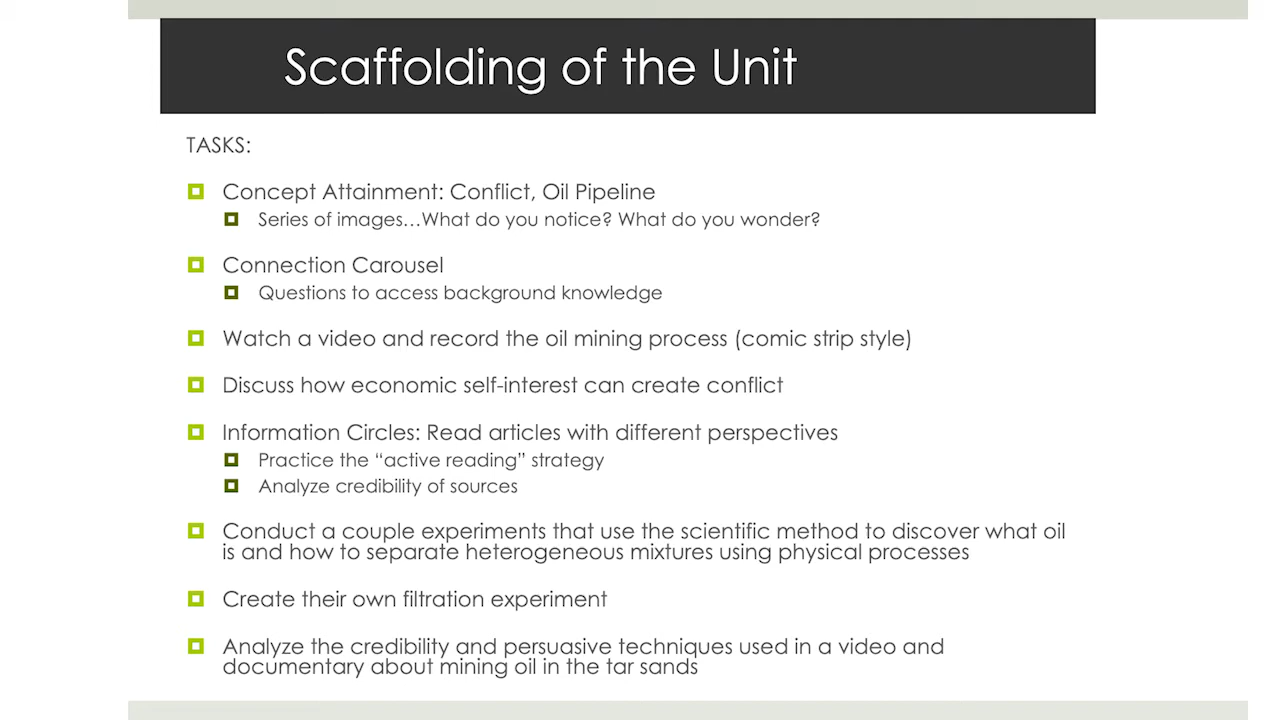 Scaffolding of the Unit
TASKS:
Concept Attainment: Conflict, Oil Pipeline
Series of images…What do you notice? What do you wonder?
Connection Carousel
Questions to access background knowledge
Watch a video and record the oil mining process (comic strip style)
Discuss how economic self-interest can create conflict
Information Circles: Read articles with different perspectives
Practice the “active reading” strategy
Analyze credibility of sources
Conduct a couple experiments that use the scientific method to discover what oil
is and how to separate heterogeneous mixtures using physical processes
Create their own filtration experiment
Analyze the credibility and persuasive techniques used in a video and
documentary about mining oil in the tar sands